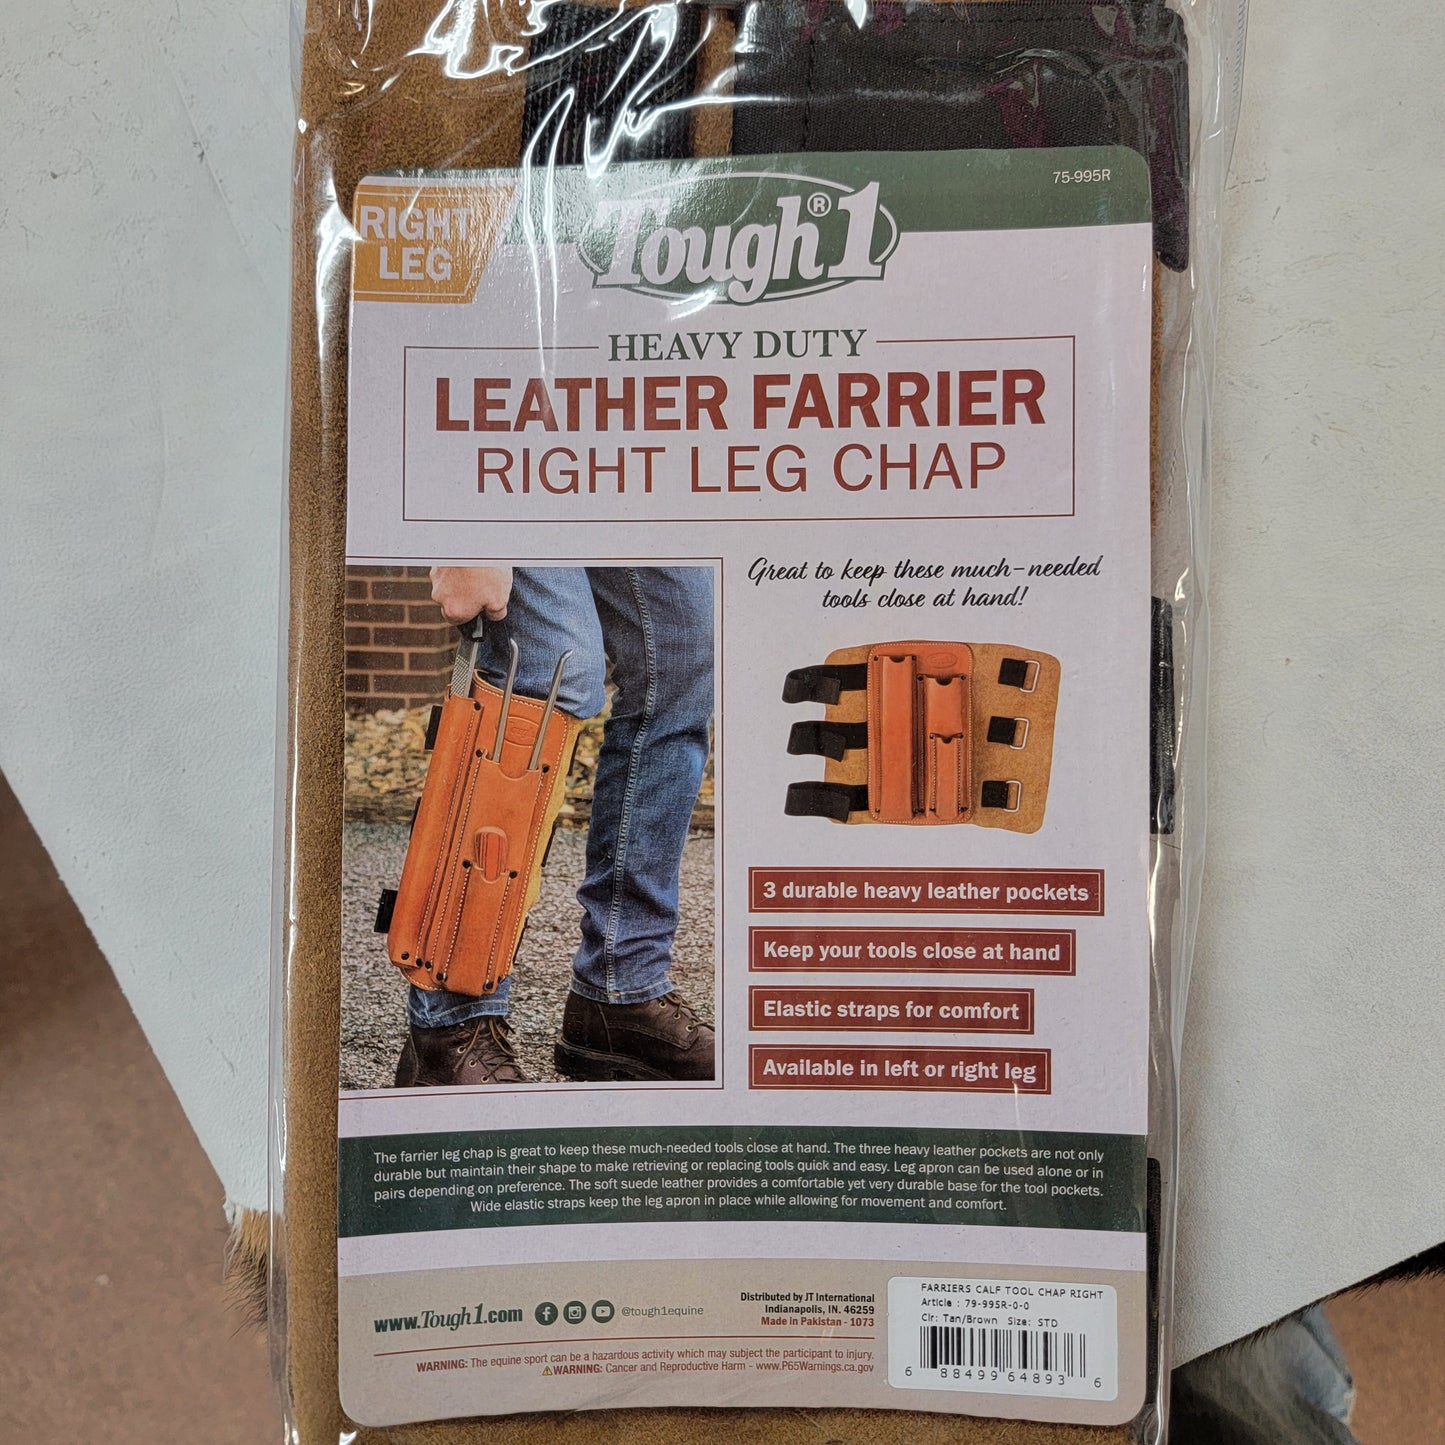 75-995R
RIGHT
LEG
Tough®1
HEAVY DUTY
LEATHER FARRIER
RIGHT LEG CHAP
Great to keep these much-needed
tools close at hand!
3 durable heavy leather pockets
Keep your tools close at hand
Elastic straps for comfort
Available in left or right leg
The farrier leg chap is great to keep these much-needed tools close at hand. The three heavy leather pockets are not only
durable but maintain their shape to make retrieving or replacing tools quick and easy. Leg apron can be used alone or in
pairs depending on preference. The soft suede leather provides a comfortable yet very durable base for the tool pockets.
Wide elastic straps keep the leg apron in place while allowing for movement and comfort.
www.Tough1.com
@tough1equine
Distributed by JT International
Indianapolis, IN. 46259
Made in Pakistan - 1073
WARNING: The equine sport can be a hazardous activity which may subject the participant to injury.
⚠WARNING: Cancer and Reproductive Harm - www.P65Warnings.ca.gov
FARRIERS CALF TOOL CHAP RIGHT
Article : 79-995R-0-0
Clr: Tan/Brown Size: STD
6 88499 64893 6